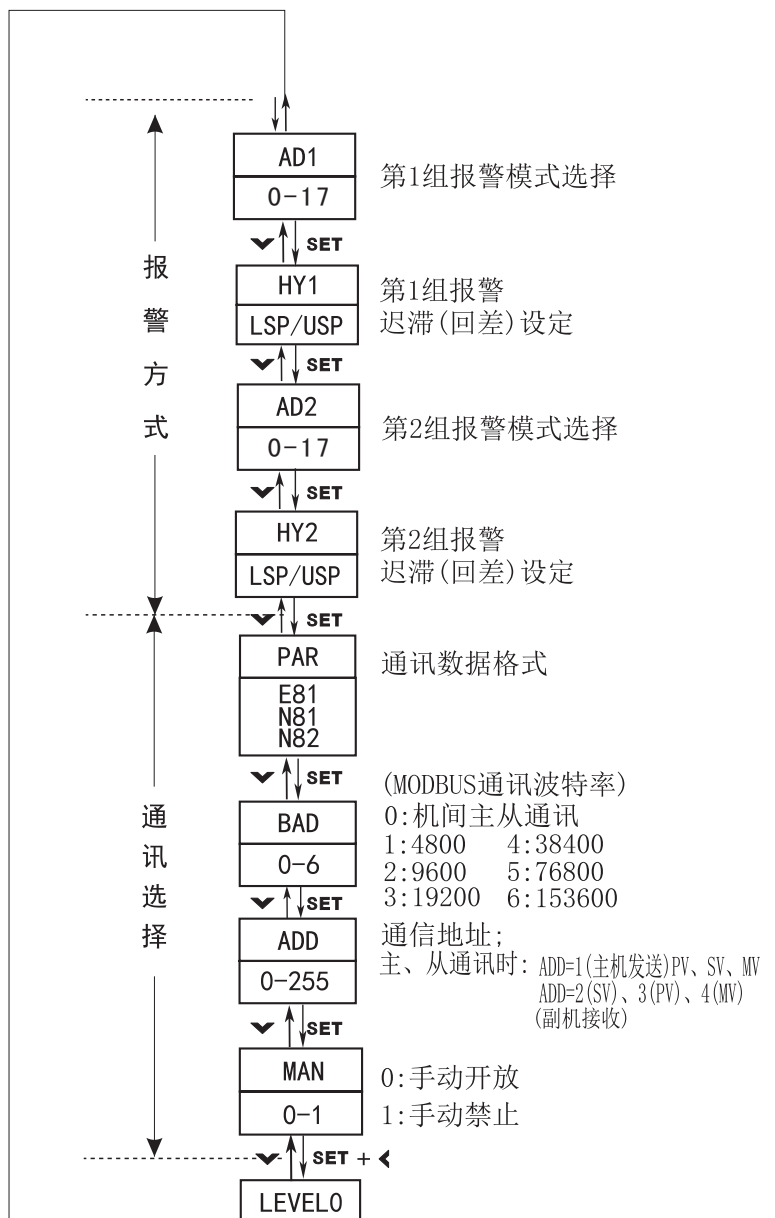 AD1
0-17
第1组报警模式选择
SET
HY1
LSP/USP
第1组报警
迟滞(回差)设定
SET
AD2
0-17
第2组报警模式选择
SET
HY2
LSP/USP
第2组报警
迟滞(回差)设定
SET
报警方式
PAR
E81
N81
N82
通讯数据格式
SET
BAD
0-6
(MODBUS通讯波特率)
0:机间主从通讯
1:4800 4:38400
2:9600 5:76800
3:19200 6:153600
SET
ADD
0-255
通信地址;
主、从通讯时: ADD=1(主机发送)PV、SV、MV
ADD=2(SV)、3(PV)、4(MV)
(副机接收)
SET
MAN
0-1
0:手动开放
1:手动禁止
通讯选择
SET +
LEVEL0